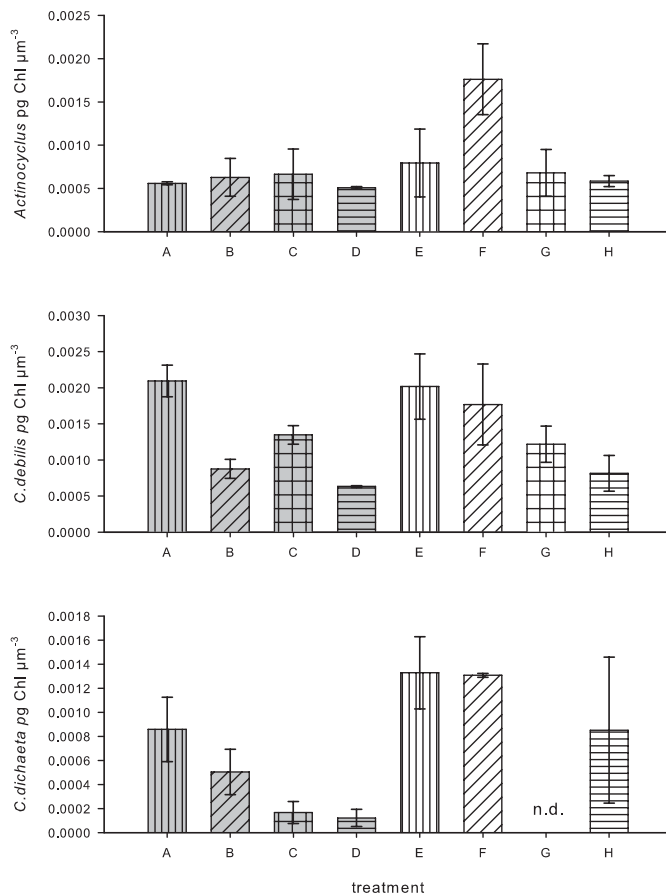 Actinocyclus pg Chl µm⁻³
0.0025
0.0020
0.0015
0.0010
0.0005
0.0000
A B C D E F G H
C.debilis pg Chl µm⁻³
0.0030
0.0025
0.0020
0.0015
0.0010
0.0005
0.0000
A B C D E F G H
C.dichaeta pg Chl µm⁻³
0.0018
0.0016
0.0014
0.0012
0.0010
0.0008
0.0006
0.0004
0.0002
0.0000
n.d.
A B C D E F G H
treatment